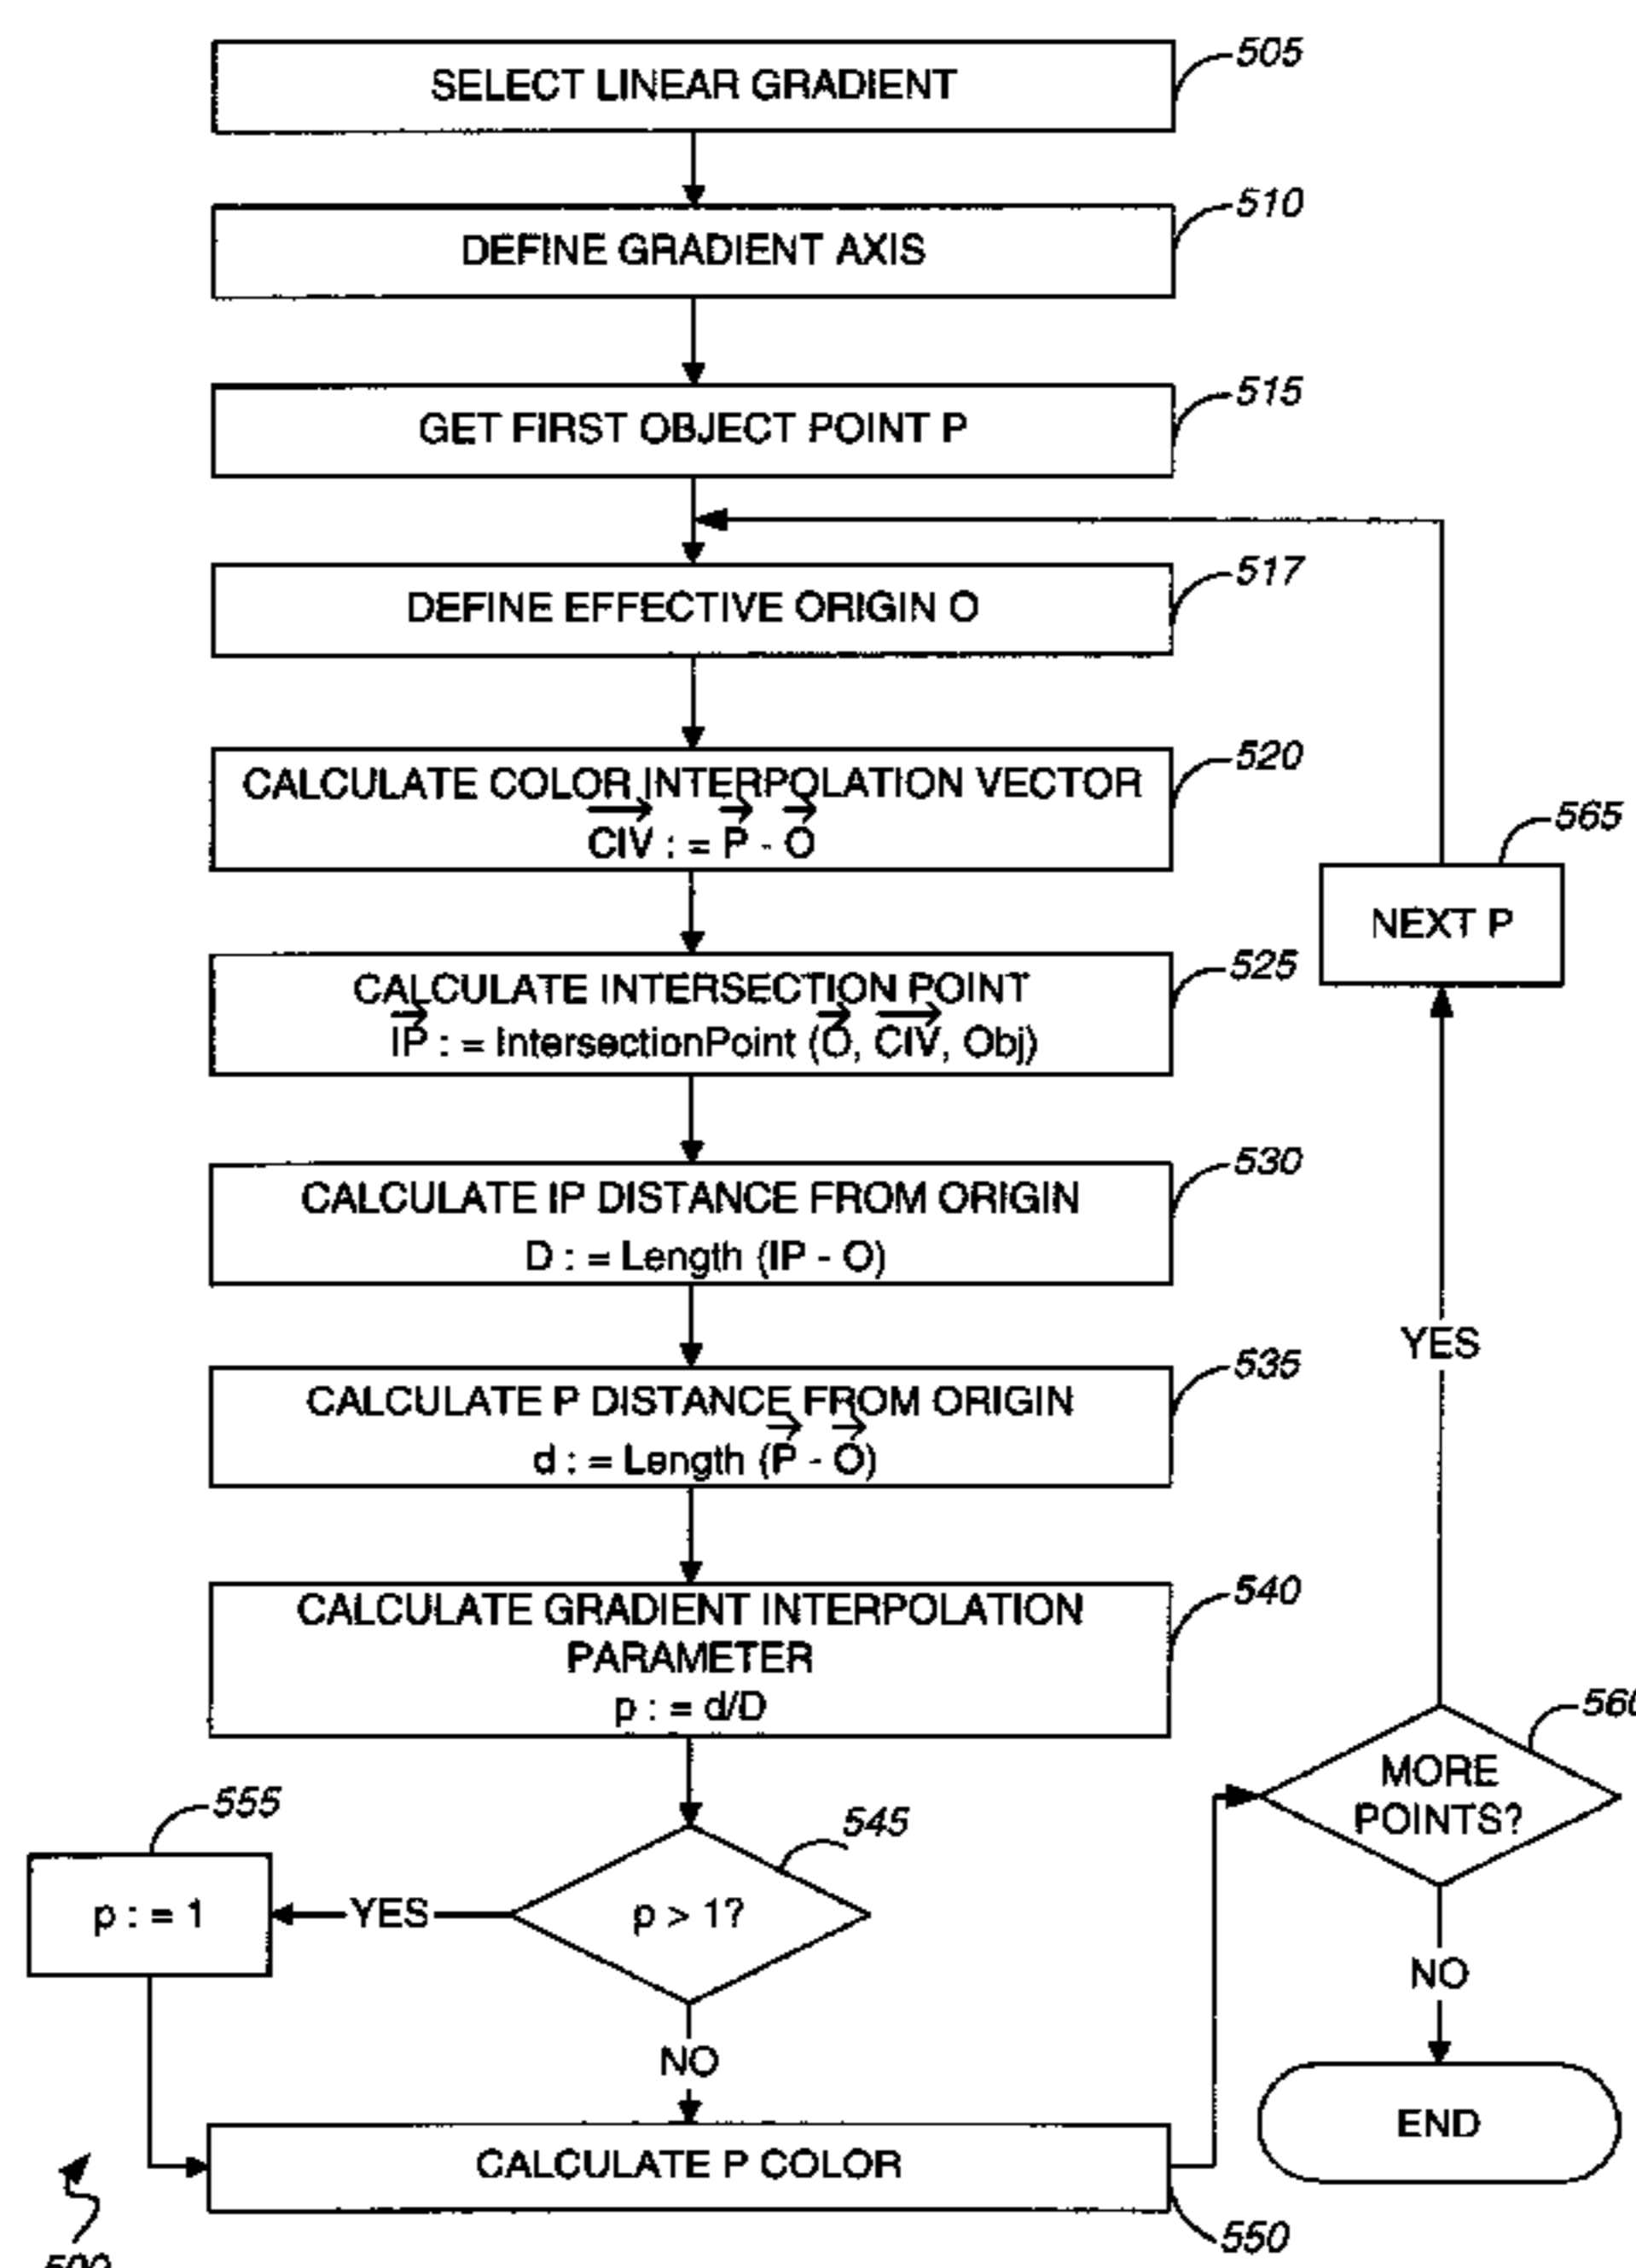 SELECT LINEAR GRADIENT
505
DEFINE GRADIENT AXIS
510
GET FIRST OBJECT POINT P
515
DEFINE EFFECTIVE ORIGIN O
517
CALCULATE COLOR INTERPOLATION VECTOR
CIV : = P - O
520
CALCULATE INTERSECTION POINT
IP : = IntersectionPoint (O, CIV, Obj)
525
CALCULATE IP DISTANCE FROM ORIGIN
D : = Length (IP - O)
530
CALCULATE P DISTANCE FROM ORIGIN
d : = Length (P - O)
535
CALCULATE GRADIENT INTERPOLATION
PARAMETER
p : = d/D
540
p > 1?
545
YES
p : = 1
555
NO
CALCULATE P COLOR
550
MORE
POINTS?
560
YES
NEXT P
565
NO
END